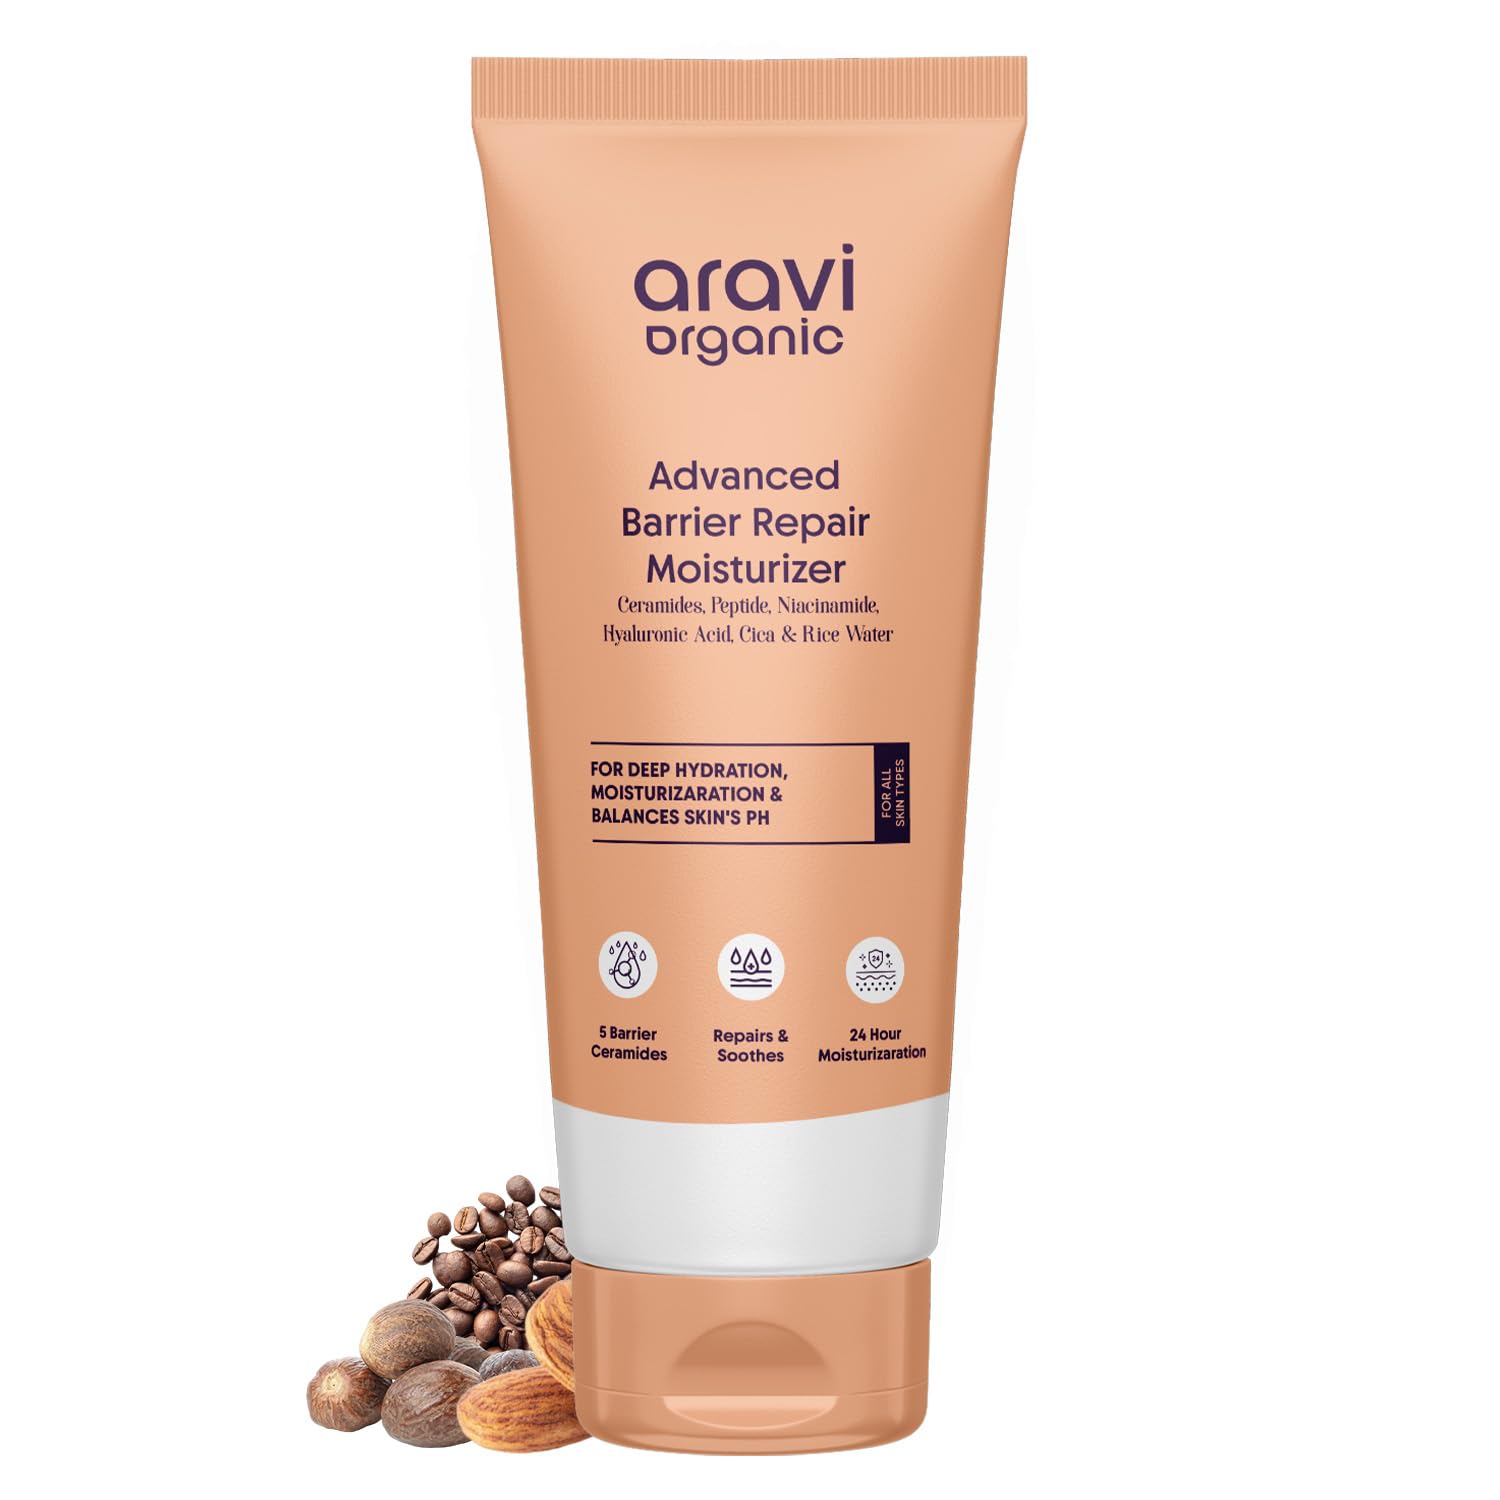 aravi
organic
Advanced
Barrier Repair
Moisturizer
Ceramides, Peptide, Niacinamide,
Hyaluronic Acid, Cica & Rice Water
FOR DEEP HYDRATION,
MOISTURIZARATION &
BALANCES SKIN'S PH
FOR ALL
SKIN TYPES
24
5 Barrier
Ceramides
Repairs &
Soothes
24 Hour
Moisturizaration